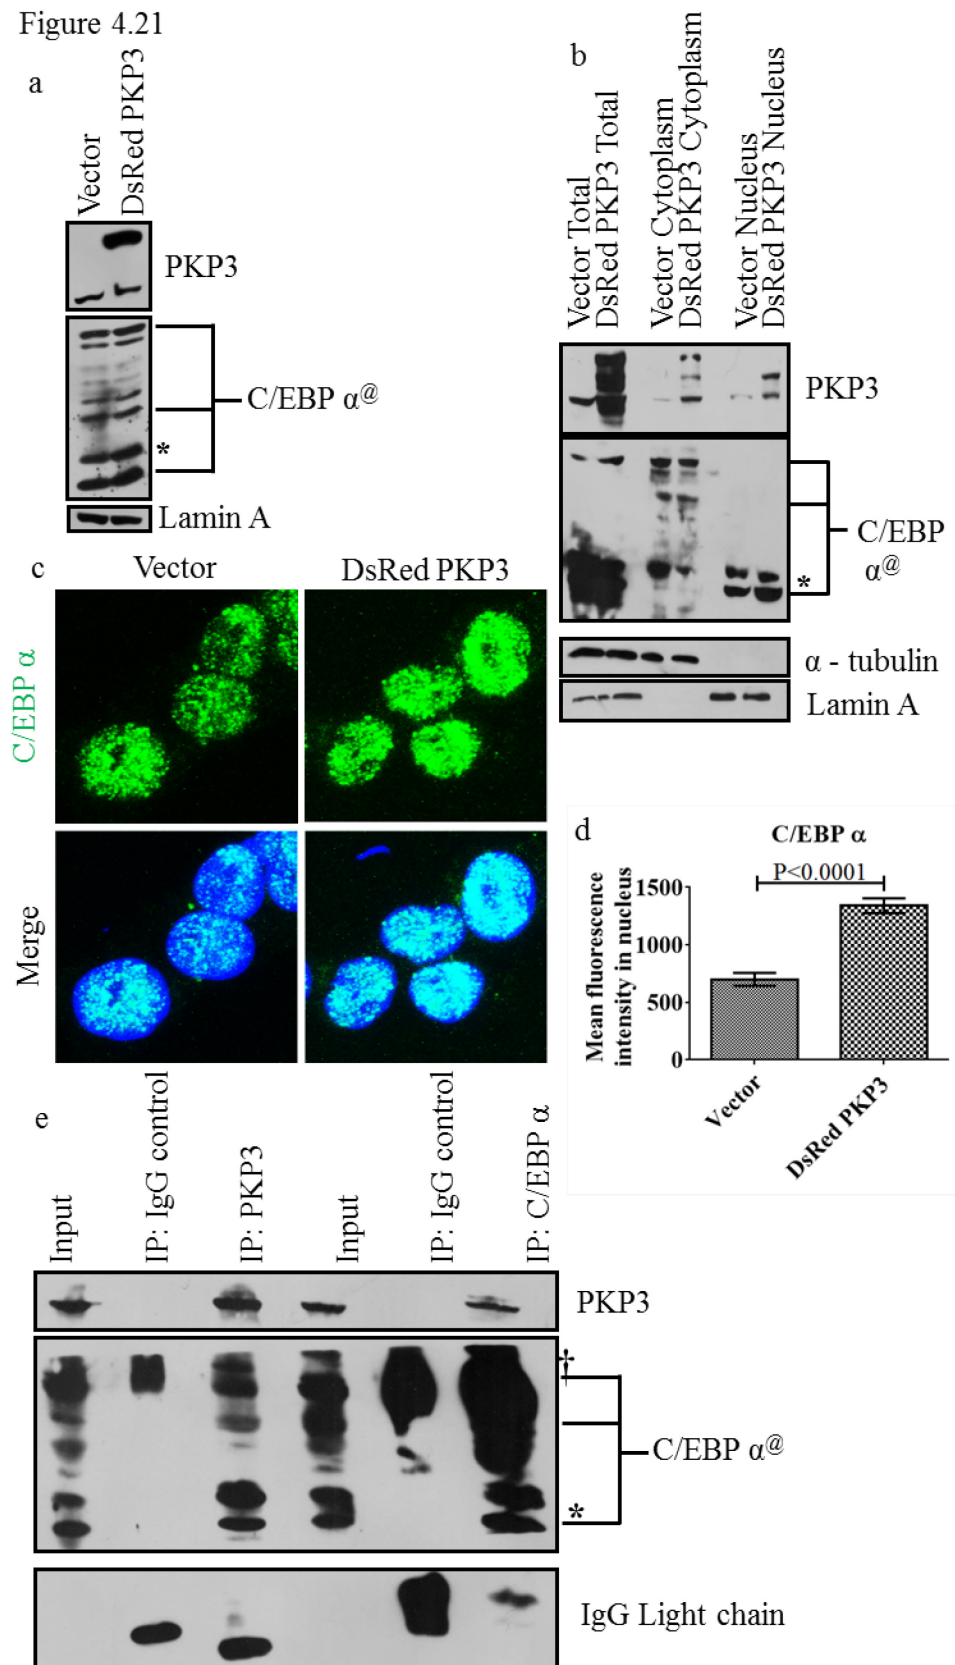 Figure 4.21
a
Vector
DsRed PKP3
PKP3
C/EBP α@
*
Lamin A
b
Vector Total
DsRed PKP3 Total
Vector Cytoplasm
DsRed PKP3 Cytoplasm
Vector Nucleus
DsRed PKP3 Nucleus
PKP3
C/EBP
α@
*
α - tubulin
Lamin A
c
Vector
DsRed PKP3
C/EBP α
Merge
d
C/EBP α
P<0.0001
Mean fluorescence
intensity in nucleus
1500
1000
500
0
Vector
DsRed PKP3
e
Input
IP: IgG control
IP: PKP3
Input
IP: IgG control
IP: C/EBP α
PKP3
†
C/EBP α@
*
IgG Light chain